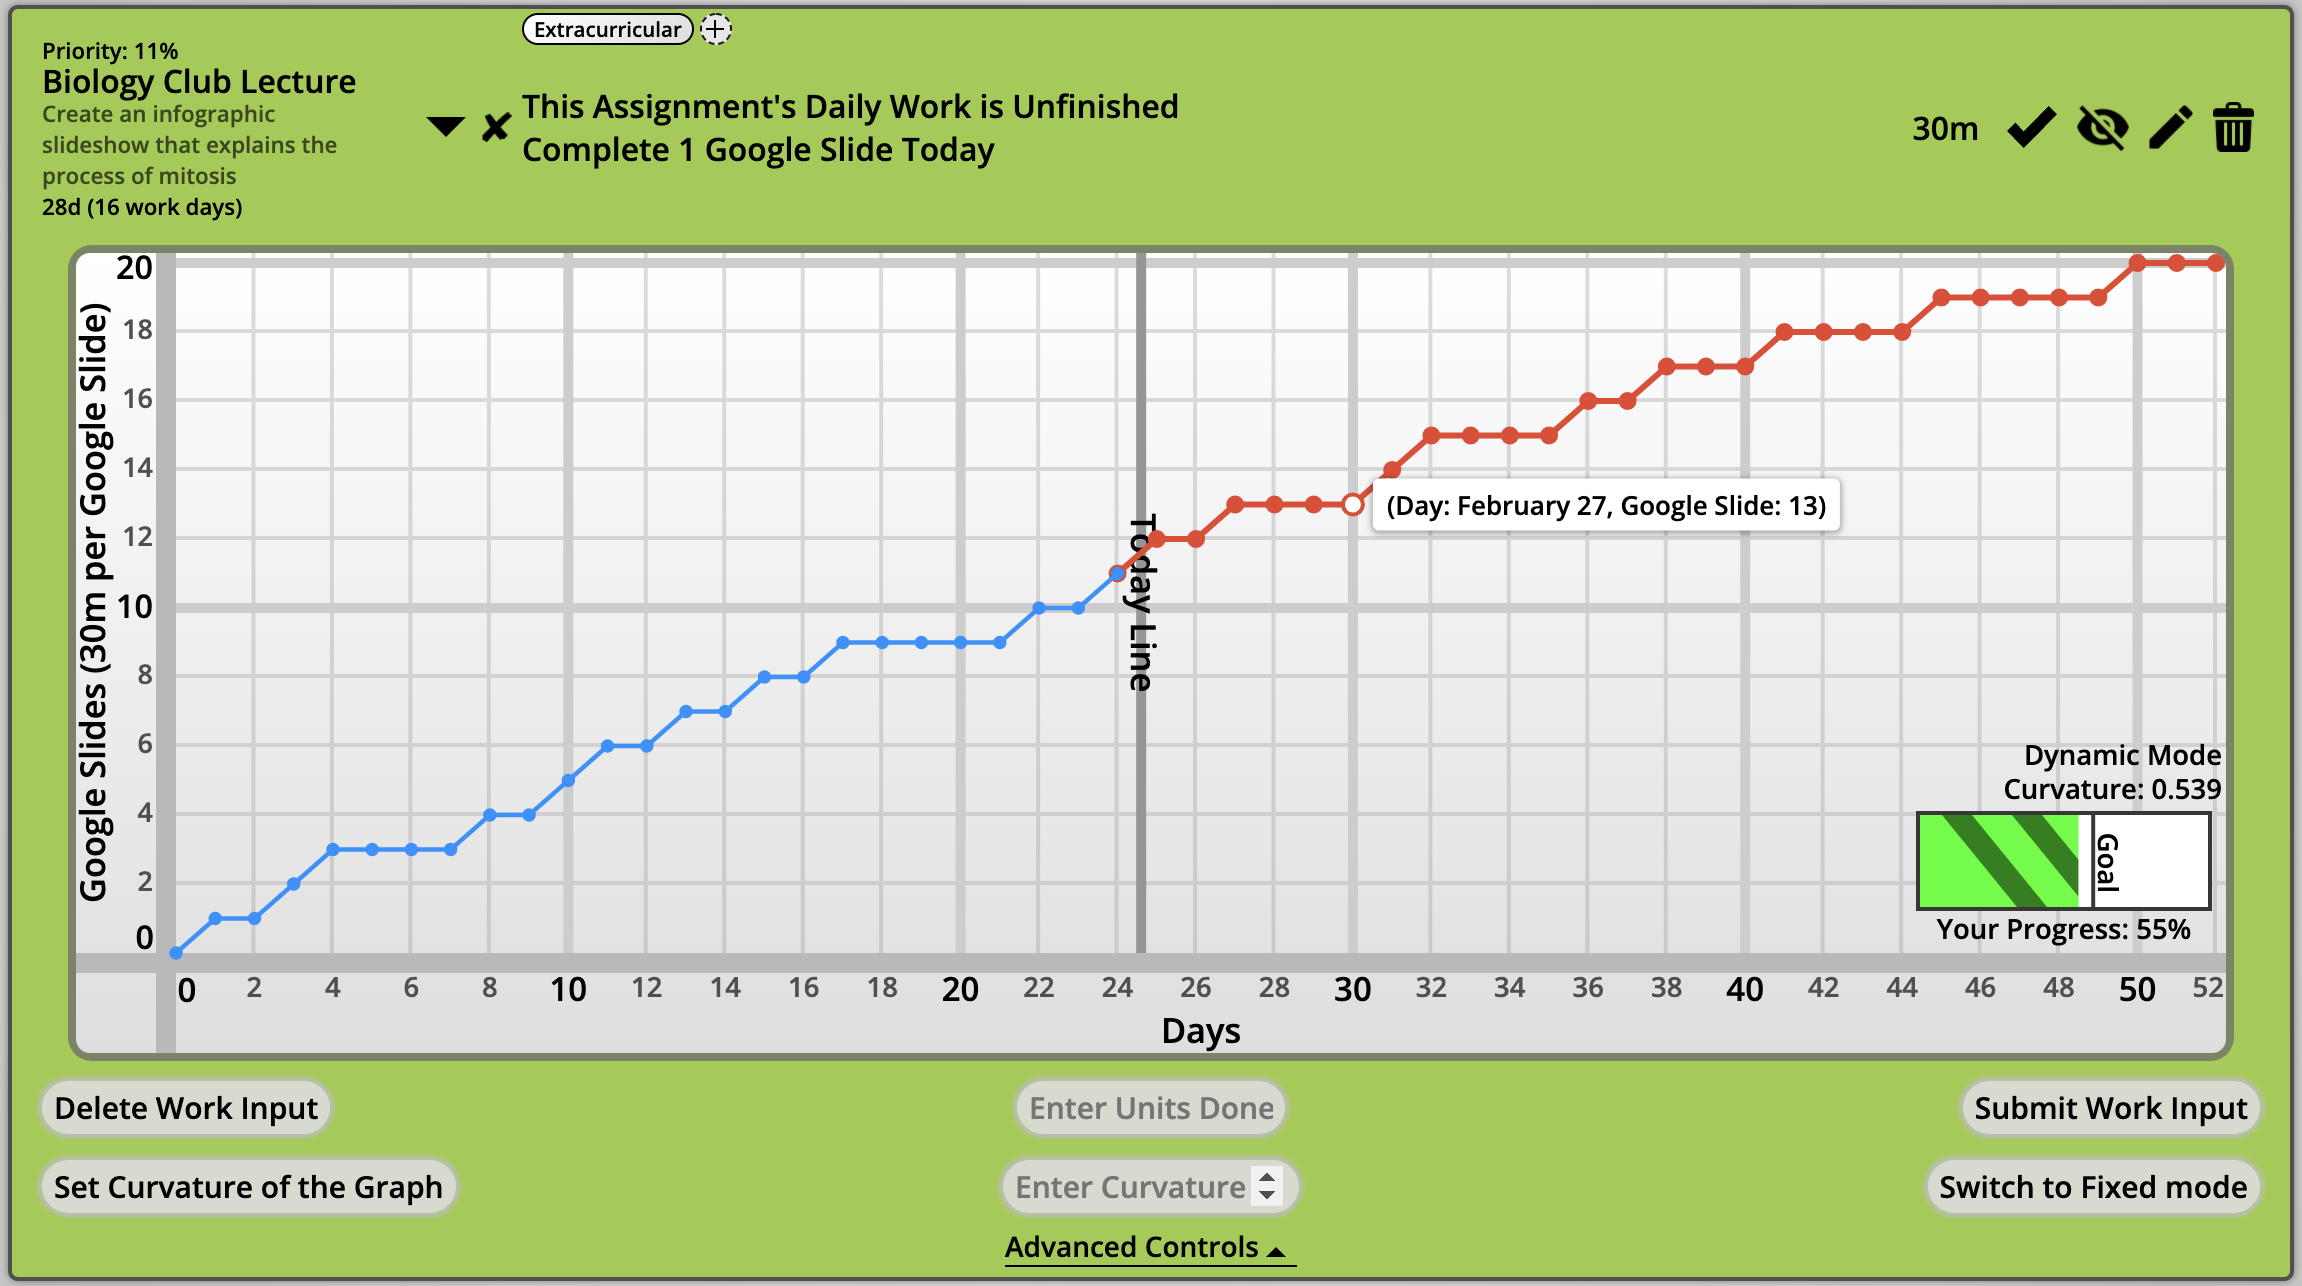 Extracurricular
Priority: 11%
Biology Club Lecture
Create an infographic
slideshow that explains the
process of mitosis
28d (16 work days)
This Assignment's Daily Work is Unfinished
Complete 1 Google Slide Today
30m
Google Slides (30m per Google Slide)
20
18
16
14
12
10
8
6
4
2
0
(Day: February 27, Google Slide: 13)
Today Line
Dynamic Mode
Curvature: 0.539
Goal
Your Progress: 55%
0 2 4 6 8 10 12 14 16 18 20 22 24 26 28 30 32 34 36 38 40 42 44 46 48 50 52
Days
Delete Work Input
Enter Units Done
Submit Work Input
Set Curvature of the Graph
Enter Curvature
Switch to Fixed mode
Advanced Controls